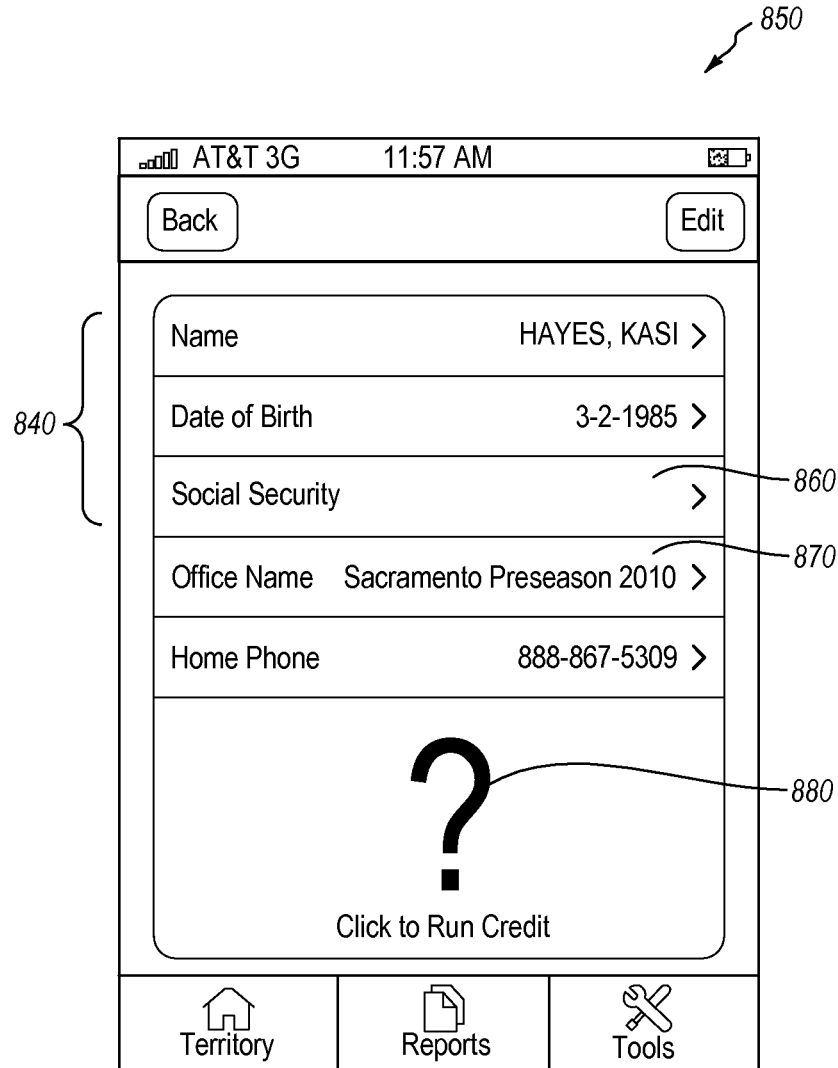 850
AT&T 3G 11:57 AM
Back Edit
Name HAYES, KASI >
840
Date of Birth 3-2-1985 >
860
Social Security >
870
Office Name Sacramento Preseason 2010 >
Home Phone 888-867-5309 >
?
880
Click to Run Credit
Territory Reports Tools